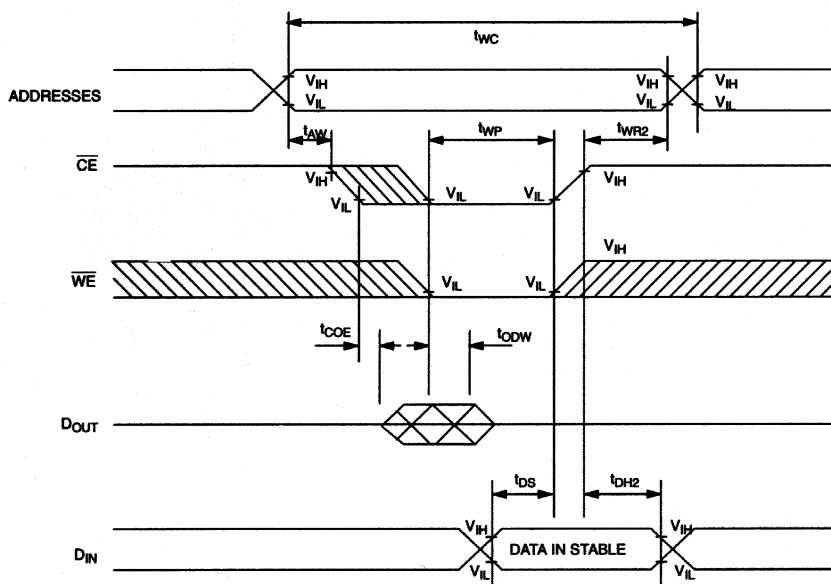 tWC
ADDRESSES
VIH
VIL
VIH
VIL
VIH
VIL
tAW
tWP
tWR2
CE
VIH
VIL
VIL
VIL
VIH
VIH
WE
VIL
VIL
tCOE
tODW
DOUT
tDS
tDH2
DIN
VIH
VIL
DATA IN STABLE
VIH
VIL